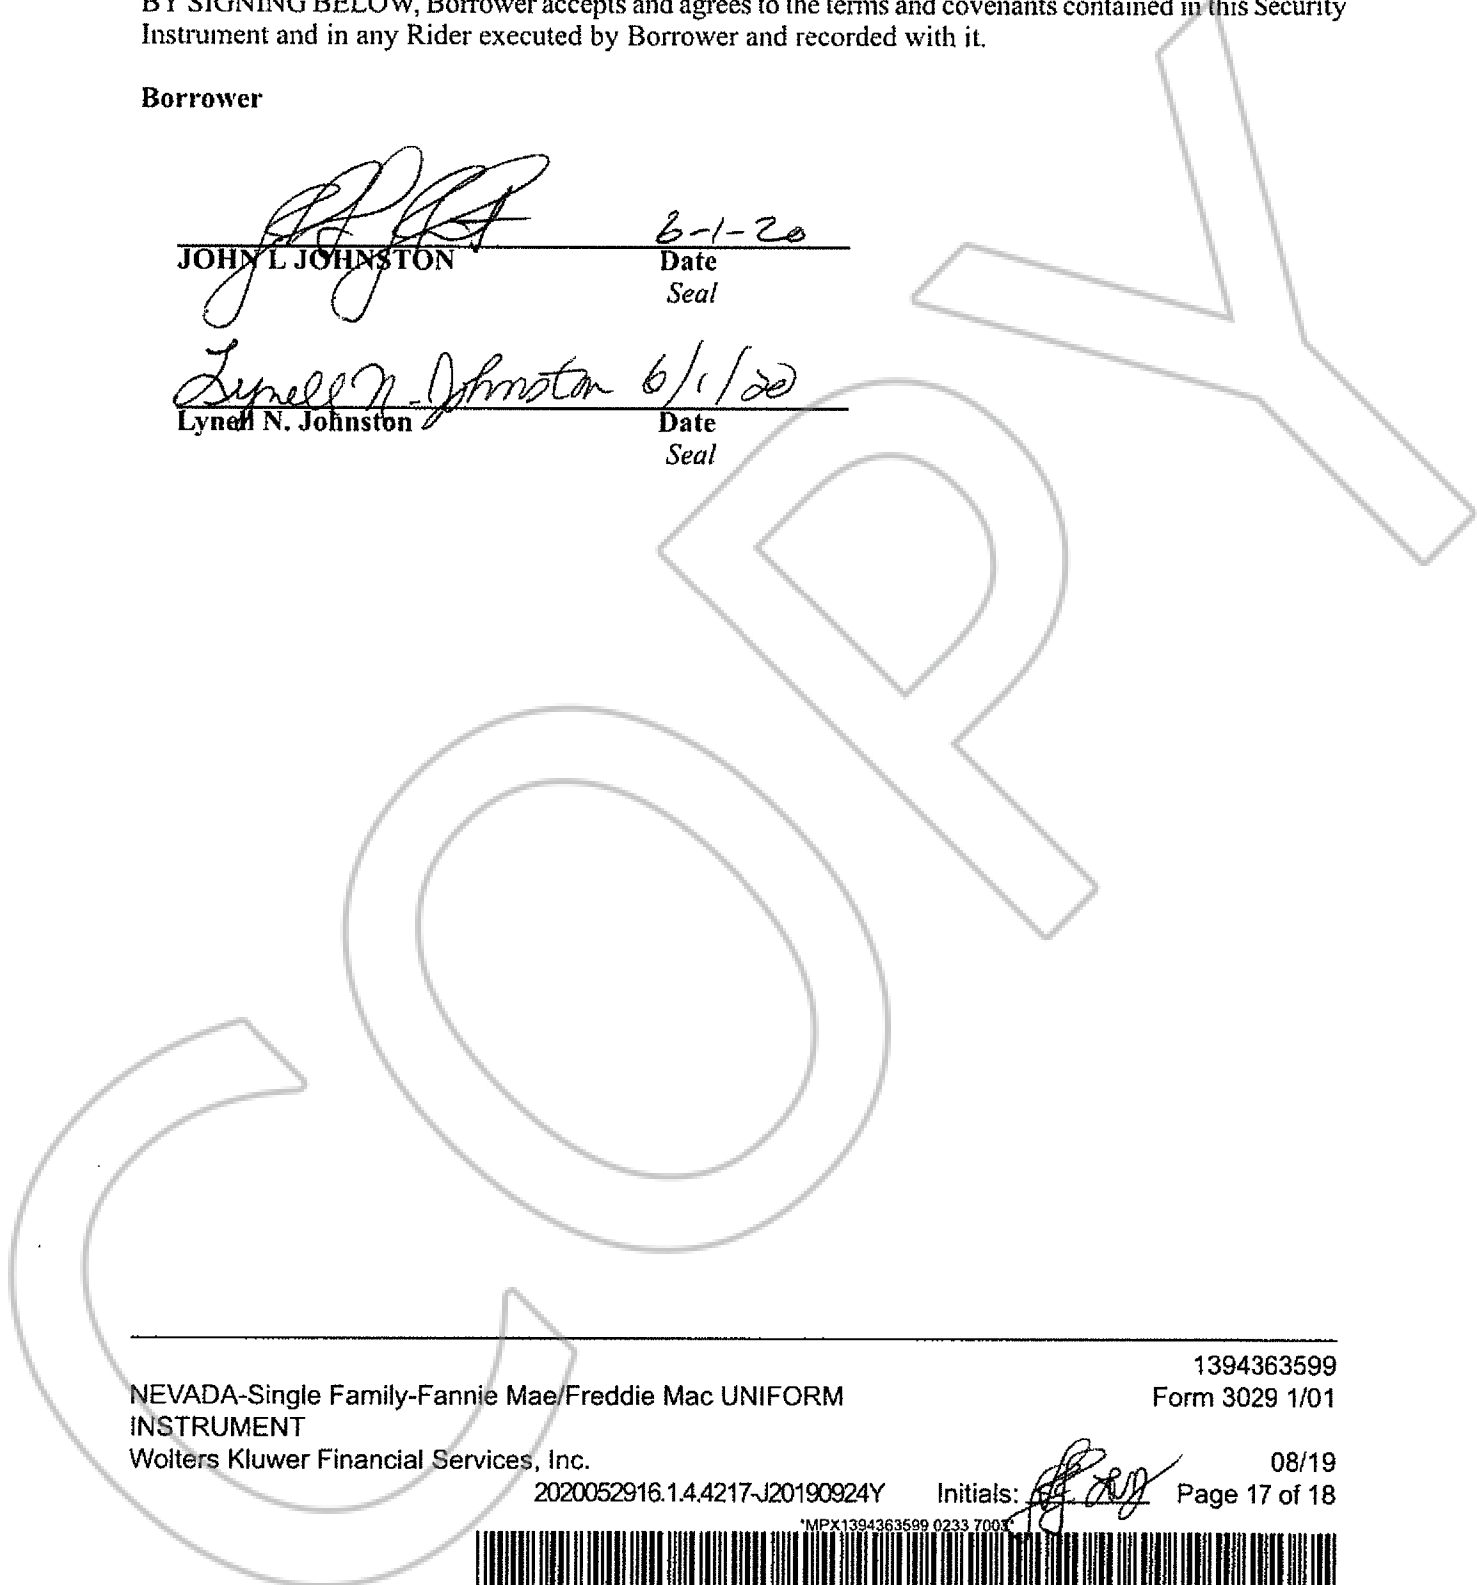 BY SIGNING BELOW, Borrower accepts and agrees to the terms and covenants contained in this Security
Instrument and in any Rider executed by Borrower and recorded with it.
Borrower
6-1-20
JOHN L JOHNSTON Date
Seal
Lynell N. Johnston 6/1/20
Lynell N. Johnston Date
Seal
COPY
1394363599
NEVADA-Single Family-Fannie Mae/Freddie Mac UNIFORM Form 3029 1/01
INSTRUMENT
Wolters Kluwer Financial Services, Inc. 08/19
2020052916.1.4.4217-J20190924Y Initials: Page 17 of 18
*MPX1394363599 0233 7003*